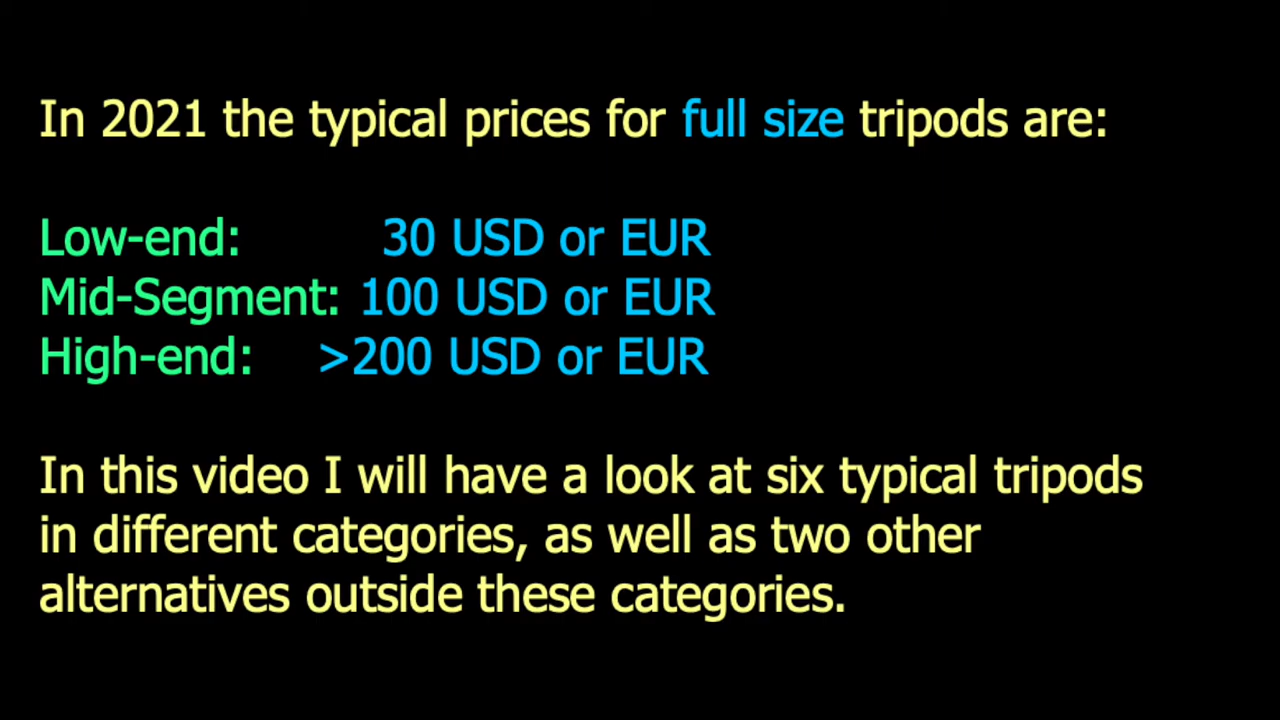 In 2021 the typical prices for full size tripods are:
Low-end: 30 USD or EUR
Mid-Segment: 100 USD or EUR
High-end: >200 USD or EUR
In this video I will have a look at six typical tripods
in different categories, as well as two other
alternatives outside these categories.